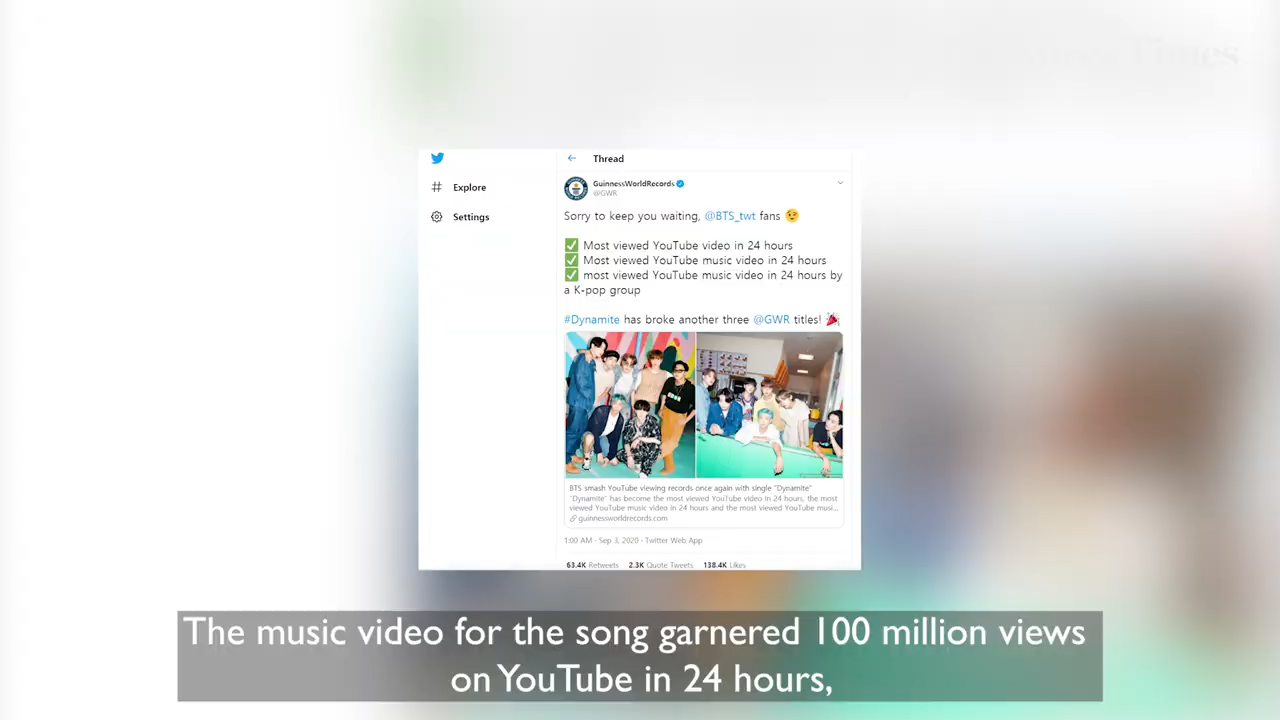 Times
Thread
Explore
Settings
GuinnessWorldRecords
@GWR
Sorry to keep you waiting, @BTS_twt fans 😉
✅ Most viewed YouTube video in 24 hours
✅ Most viewed YouTube music video in 24 hours
✅ most viewed YouTube music video in 24 hours by
a K-pop group
#Dynamite has broke another three @GWR titles! 🎉
BTS smash YouTube viewing records once again with single "Dynamite"
"Dynamite" has become the most viewed YouTube video in 24 hours, the most
viewed YouTube music video in 24 hours and the most viewed YouTube musi...
guinnessworldrecords.com
1:00 AM · Sep 3, 2020 · Twitter Web App
63.4K Retweets 2.3K Quote Tweets 138.4K Likes
The music video for the song garnered 100 million views
on YouTube in 24 hours,